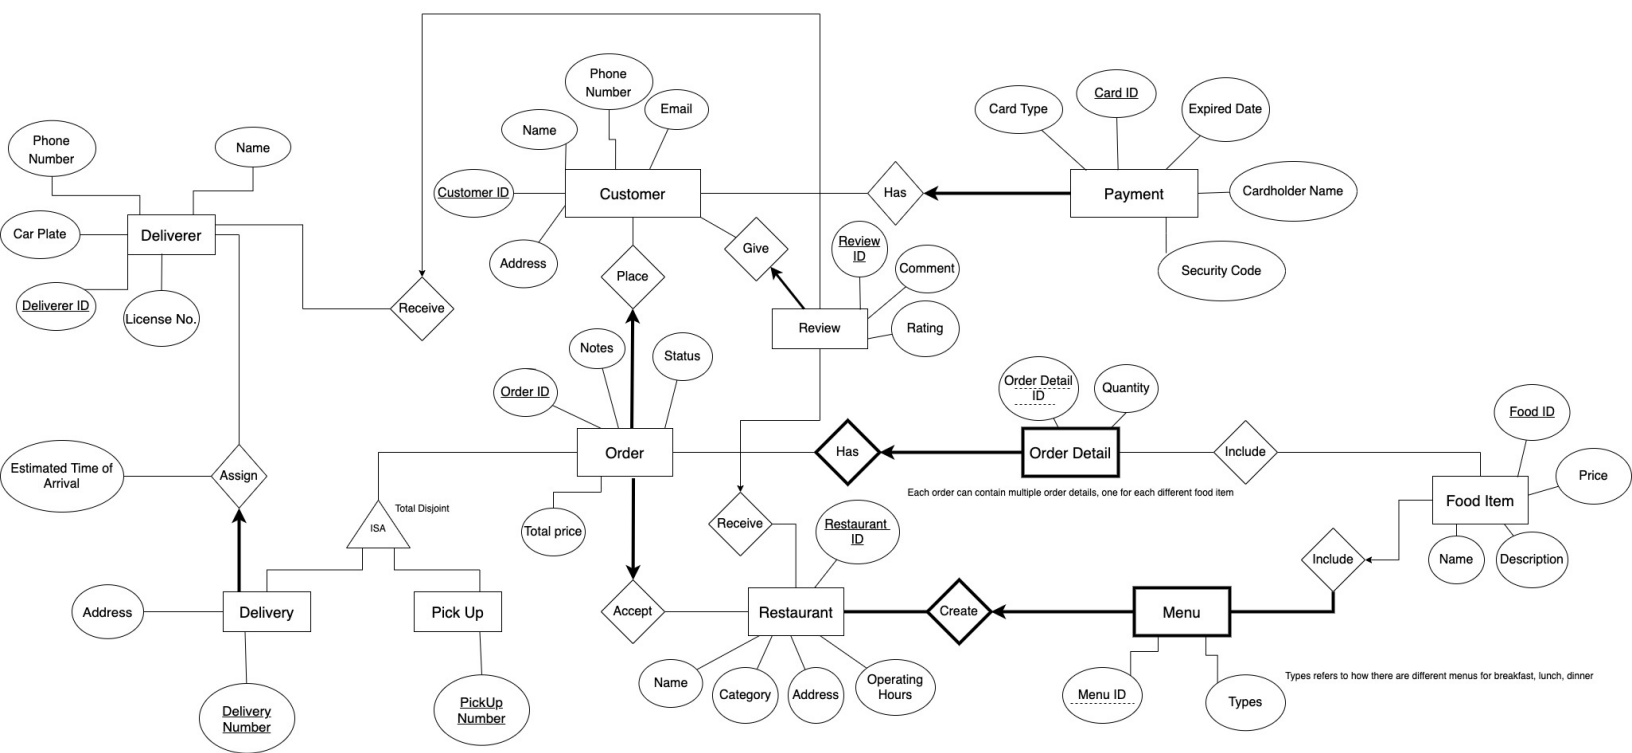 Phone
Number
Name
Car Plate
Deliverer
Deliverer ID
License No.
Receive
Phone
Number
Email
Name
Customer ID
Customer
Address
Has
Card Type
Card ID
Expired Date
Payment
Cardholder Name
Security Code
Place
Give
Review
ID
Comment
Review
Rating
Notes
Status
Order ID
Order
Total price
Has
Order Detail
ID
Quantity
Order Detail
Include
Each order can contain multiple order details, one for each different food item
Food ID
Price
Food Item
Name
Description
Include
Estimated Time of
Arrival
Assign
Total Disjoint
ISA
Receive
Restaurant
ID
Address
Delivery
Pick Up
Accept
Restaurant
Create
Menu
Delivery
Number
PickUp
Number
Name
Category
Address
Operating
Hours
Menu ID
Types
Types refers to how there are different menus for breakfast, lunch, dinner